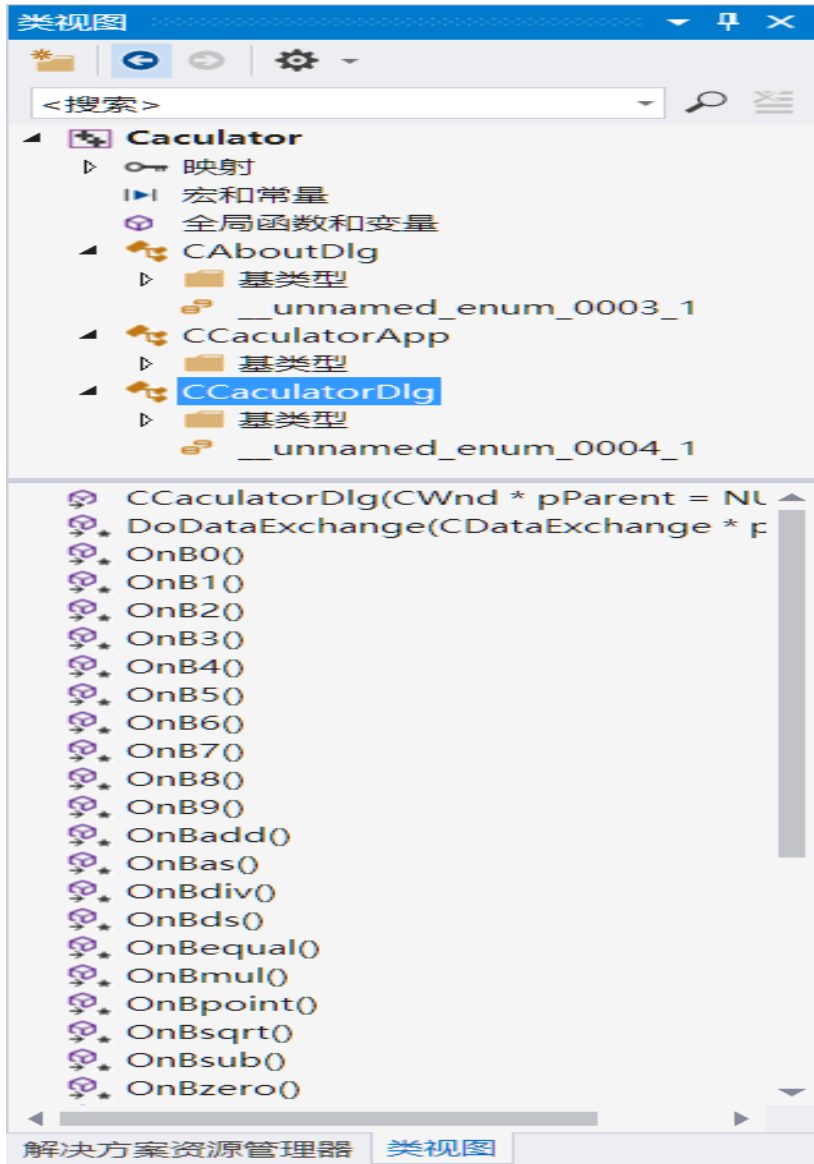 类视图
<搜索>
Caculator
映射
宏和常量
全局函数和变量
CAboutDlg
基类型
__unnamed_enum_0003_1
CCaculatorApp
基类型
CCaculatorDlg
基类型
__unnamed_enum_0004_1
CCaculatorDlg(CWnd * pParent = NU
DoDataExchange(CDataExchange * p
OnB0()
OnB1()
OnB2()
OnB3()
OnB4()
OnB5()
OnB6()
OnB7()
OnB8()
OnB9()
OnBadd()
OnBas()
OnBdiv()
OnBds()
OnBequal()
OnBmul()
OnBpoint()
OnBsqrt()
OnBsub()
OnBzero()
解决方案资源管理器 类视图